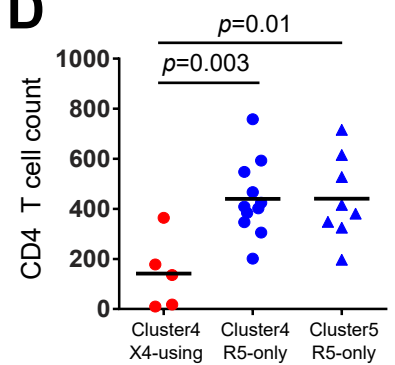 D
p=0.01
p=0.003
CD4 T cell count
1000
800
600
400
200
0
Cluster4 Cluster4 Cluster5
X4-using R5-only R5-only